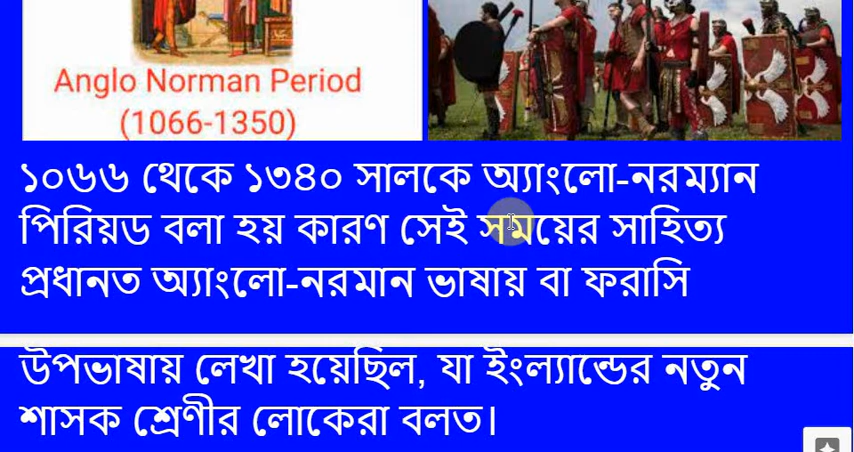 Anglo Norman Period
(1066-1350)
১০৬৬ থেকে ১৩৪০ সালকে অ্যাংলো-নরম্যান
পিরিয়ড বলা হয় কারণ সেই সময়ের সাহিত্য
প্রধানত অ্যাংলো-নরমান ভাষায় বা ফরাসি
উপভাষায় লেখা হয়েছিল, যা ইংল্যান্ডের নতুন
শাসক শ্রেণীর লোকেরা বলত।